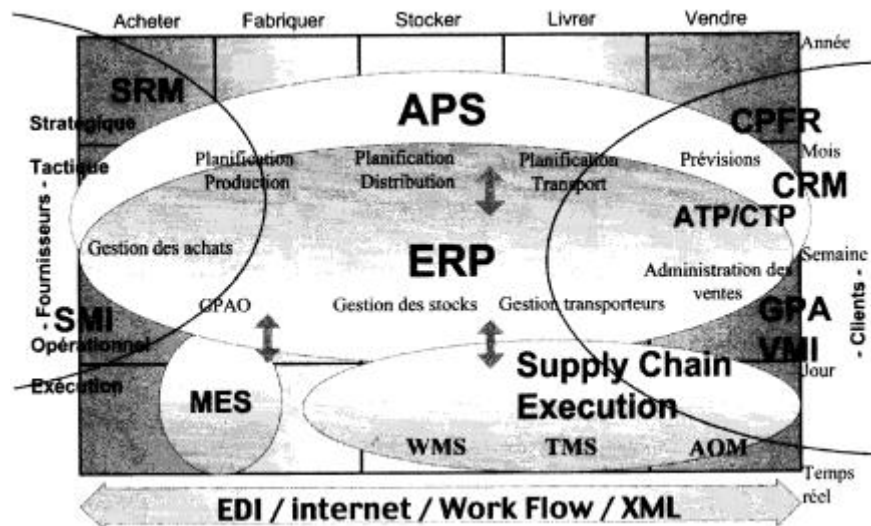 Acheter Fabriquer Stocker Livrer Vendre
Année
SRM
APS
Stratégique
CPFR
Mois
Tactique
Planification Production
Planification Distribution
Planification Transport
Prévisions
CRM
ATP/CTP
- Fournisseurs -
Gestion des achats
ERP
Semaine
Administration des ventes
GPAO
Gestion des stocks
Gestion transporteurs
SMI
GPA
- Clients -
Opérationnel
VMI
Jour
Exécution
Supply Chain
Execution
MES
WMS TMS AOM
Temps réel
EDI / internet / Work Flow / XML